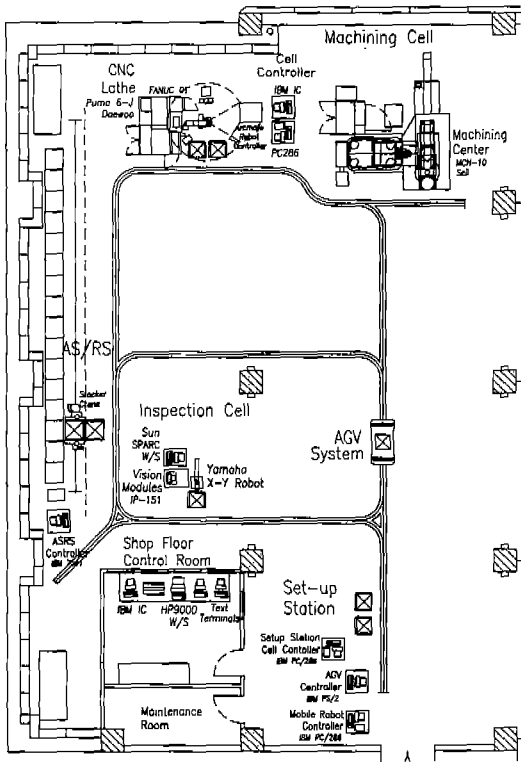 Machining Cell
Cell
Controller
IBM IC
PC286
CNC
Lathe
Puma 6-J
Daewoo
FANUC OT
Robot
Controller
Machining
Center
MCH-10
AS/RS
Stacker
Crane
Inspection Cell
Sun
SPARC
W/S
Vision
Modules
IP-151
Yamaha
X-Y Robot
AGV
System
ASRS
Controller
Shop Floor
Control Room
IBM IC
HP9000
W/S
Text
Terminals
Set-up
Station
Setup Station
Cell Contoller
IBM PC/286
AGV
Controller
IBM PS/2
Mobile Robot
Controller
IBM PC/286
Maintenance
Room